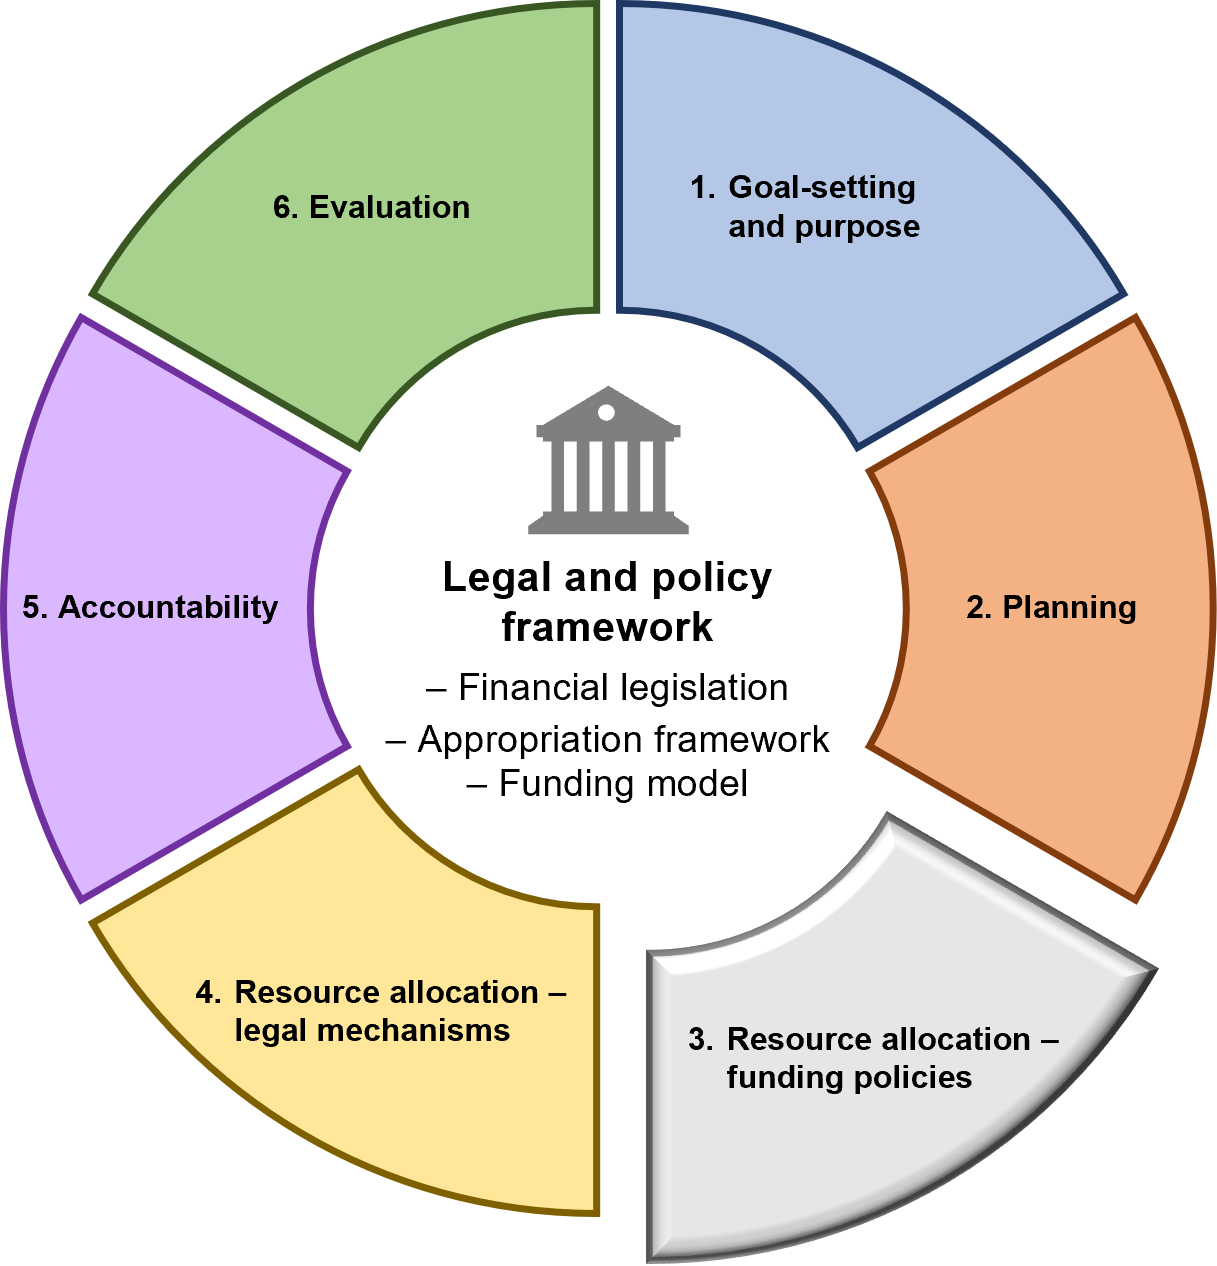 1. Goal-setting
and purpose
2. Planning
3. Resource allocation –
funding policies
4. Resource allocation –
legal mechanisms
5. Accountability
6. Evaluation
Legal and policy
framework
– Financial legislation
– Appropriation framework
– Funding model